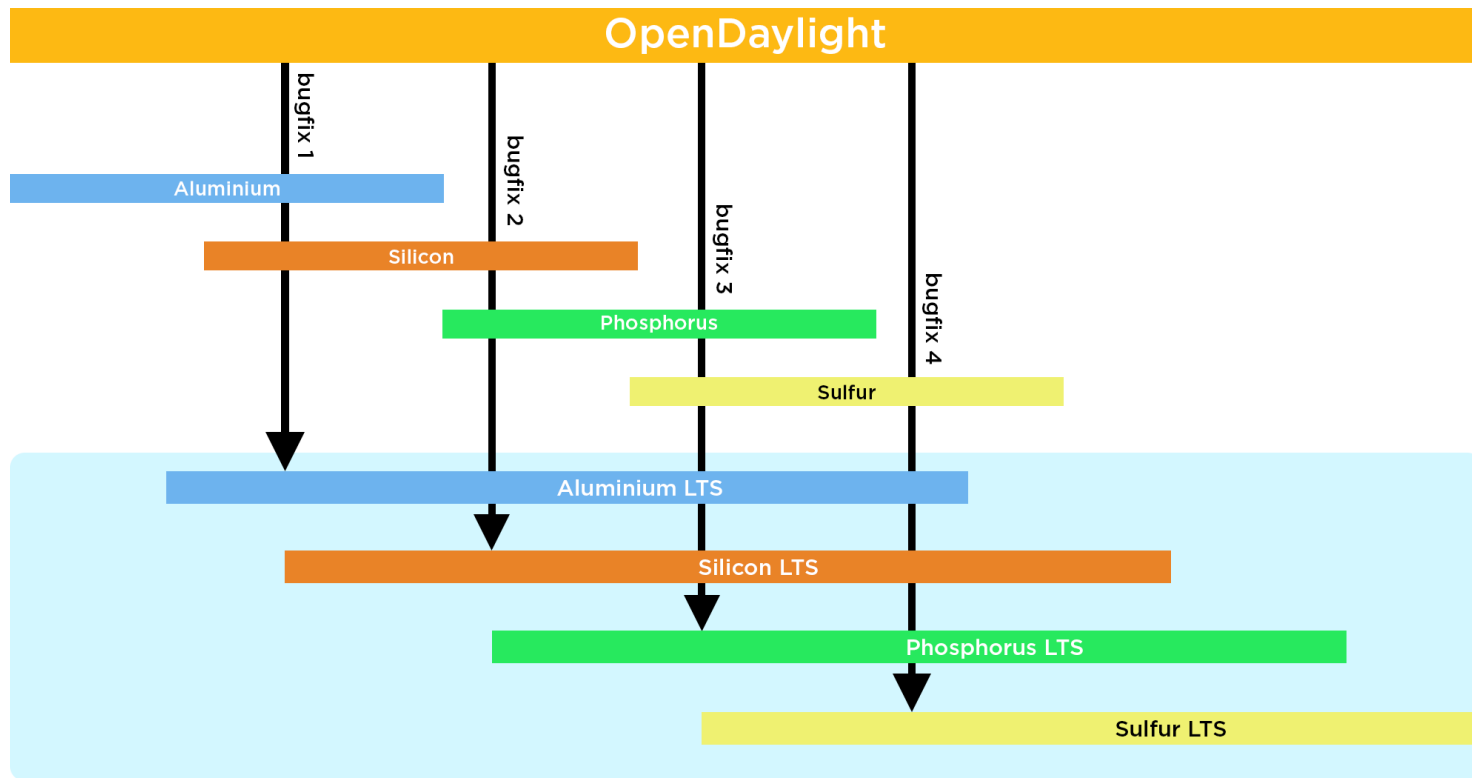 OpenDaylight
bugfix 1
bugfix 2
bugfix 3
bugfix 4
Aluminium
Silicon
Phosphorus
Sulfur
Aluminium LTS
Silicon LTS
Phosphorus LTS
Sulfur LTS